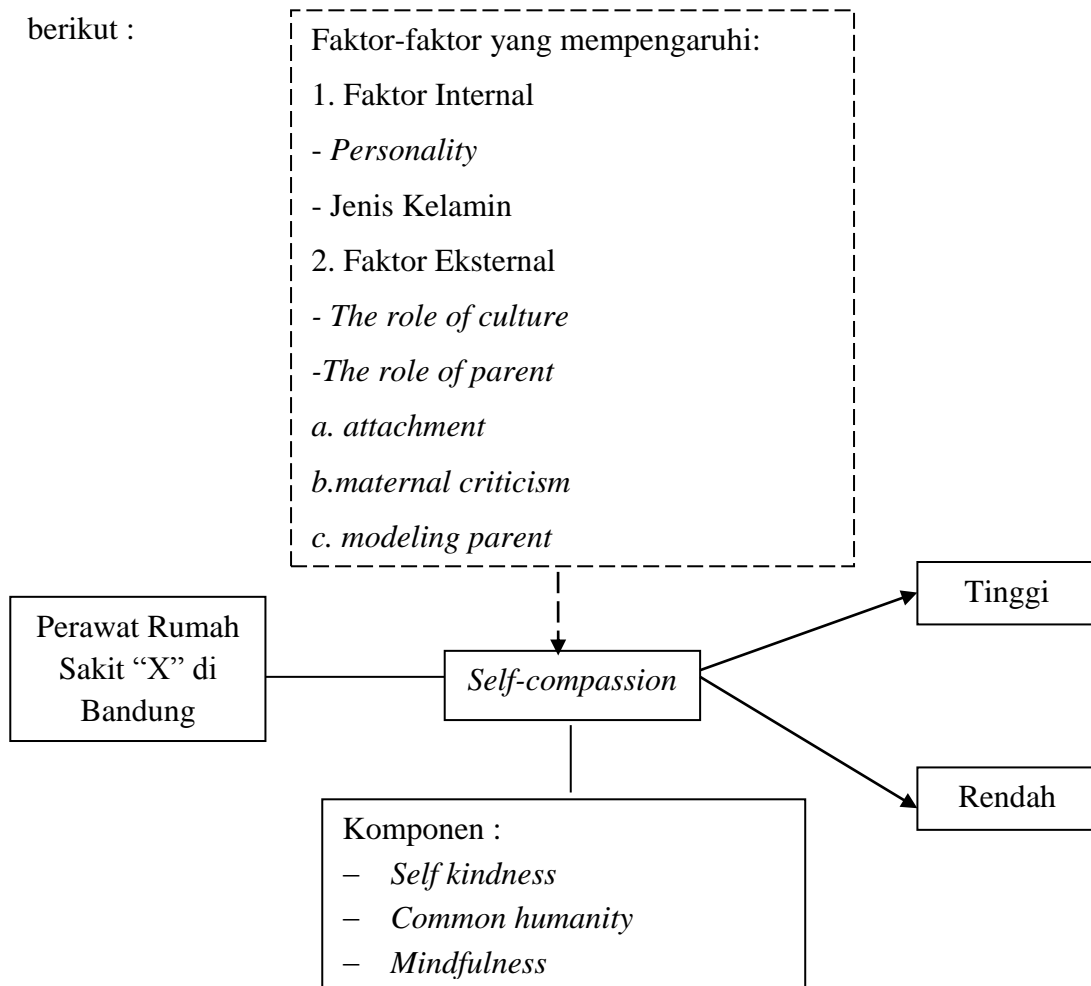 berikut :
Faktor-faktor yang mempengaruhi:
1. Faktor Internal
- Personality
- Jenis Kelamin
2. Faktor Eksternal
- The role of culture
-The role of parent
a. attachment
b.maternal criticism
c. modeling parent
Tinggi
Perawat Rumah
Sakit “X” di
Bandung
Self-compassion
Rendah
Komponen :
– Self kindness
– Common humanity
– Mindfulness